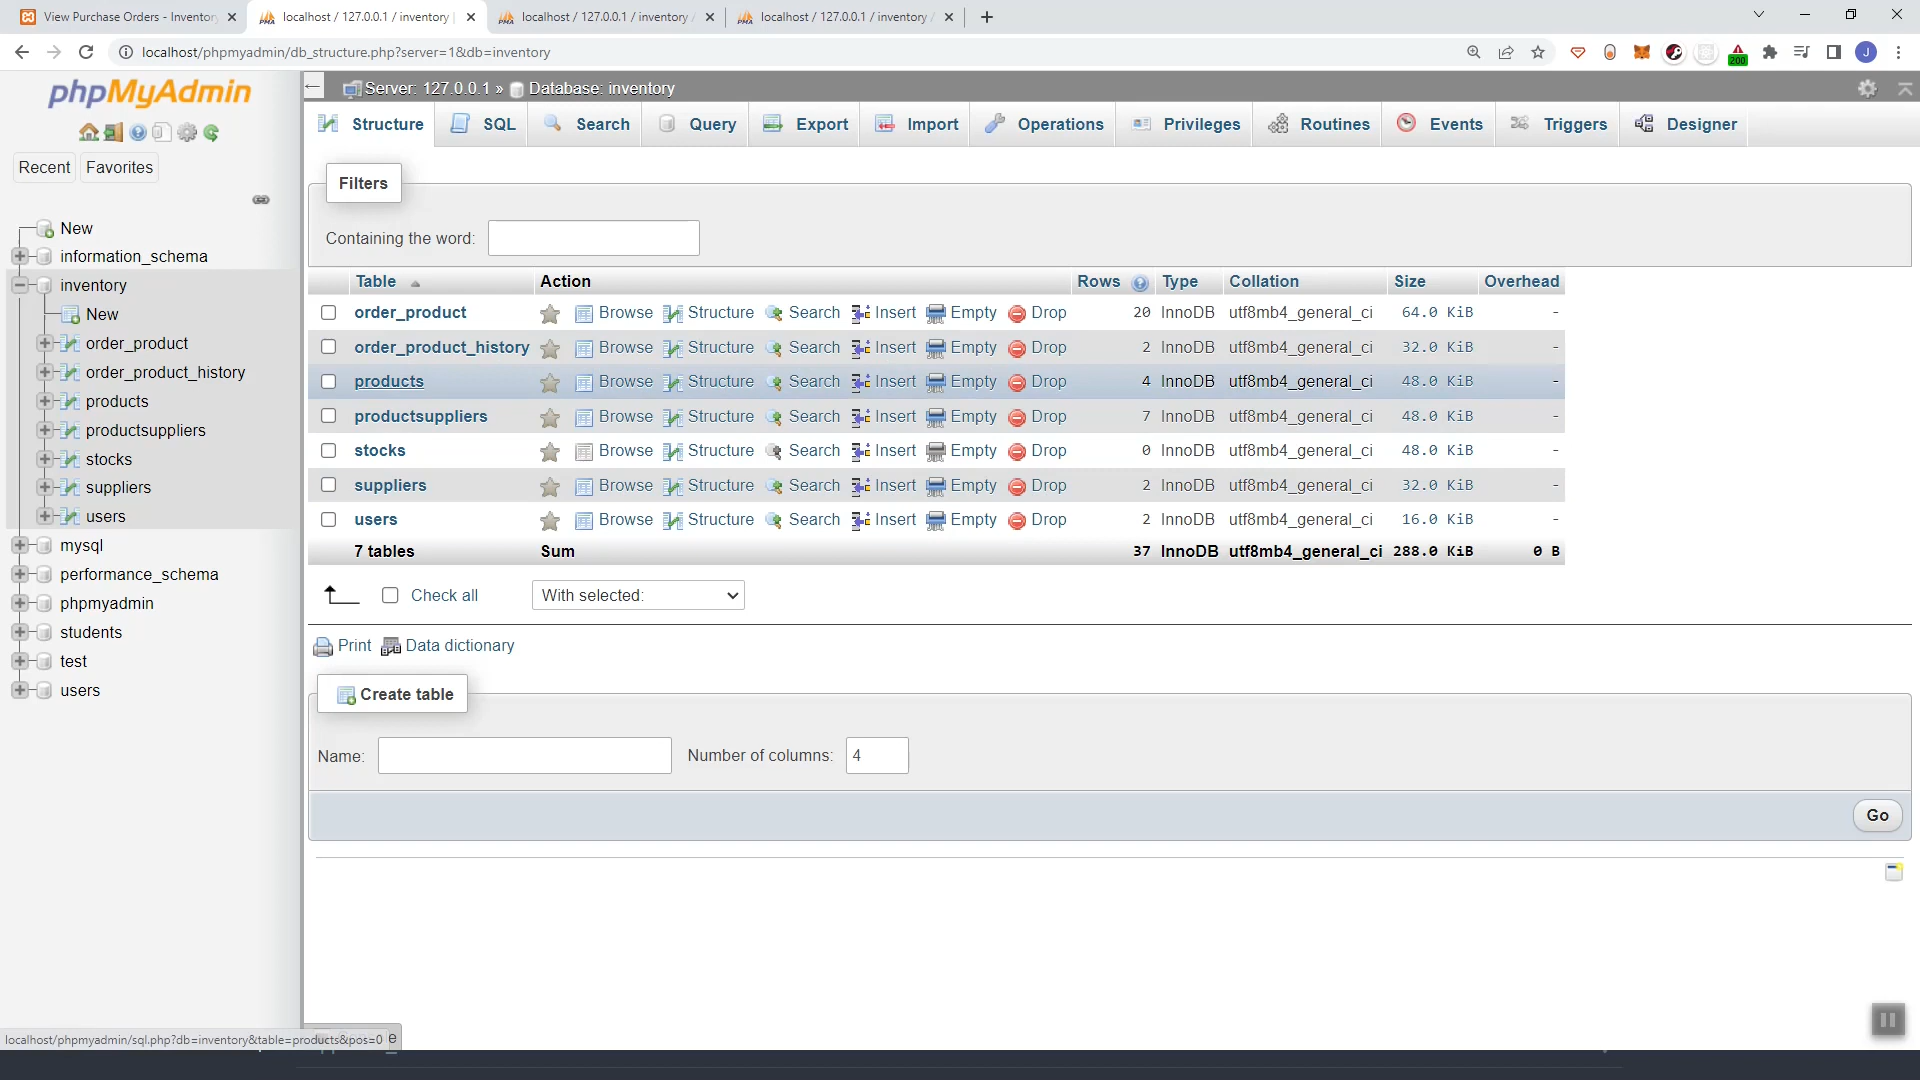 View Purchase Orders - Inventory
localhost / 127.0.0.1 / inventory |
localhost / 127.0.0.1 / inventory
localhost / 127.0.0.1 / inventory
localhost/phpmyadmin/db_structure.php?server=1&db=inventory
200
J
phpMyAdmin
Recent
Favorites
New
information_schema
inventory
New
order_product
order_product_history
products
productsuppliers
stocks
suppliers
users
mysql
performance_schema
phpmyadmin
students
test
users
Server: 127.0.0.1 » Database: inventory
Structure SQL Search Query Export Import Operations Privileges Routines Events Triggers Designer
Filters
Containing the word:
Table Action Rows Type Collation Size Overhead
order_product Browse Structure Search Insert Empty Drop 20 InnoDB utf8mb4_general_ci 64.0 KiB -
order_product_history Browse Structure Search Insert Empty Drop 2 InnoDB utf8mb4_general_ci 32.0 KiB -
products Browse Structure Search Insert Empty Drop 4 InnoDB utf8mb4_general_ci 48.0 KiB -
productsuppliers Browse Structure Search Insert Empty Drop 7 InnoDB utf8mb4_general_ci 48.0 KiB -
stocks Browse Structure Search Insert Empty Drop 0 InnoDB utf8mb4_general_ci 48.0 KiB -
suppliers Browse Structure Search Insert Empty Drop 2 InnoDB utf8mb4_general_ci 32.0 KiB -
users Browse Structure Search Insert Empty Drop 2 InnoDB utf8mb4_general_ci 16.0 KiB -
7 tables Sum 37 InnoDB utf8mb4_general_ci 288.0 KiB 0 B
Check all With selected:
Print Data dictionary
Create table
Name: Number of columns: 4
Go
localhost/phpmyadmin/sql.php?db=inventory&table=products&pos=0